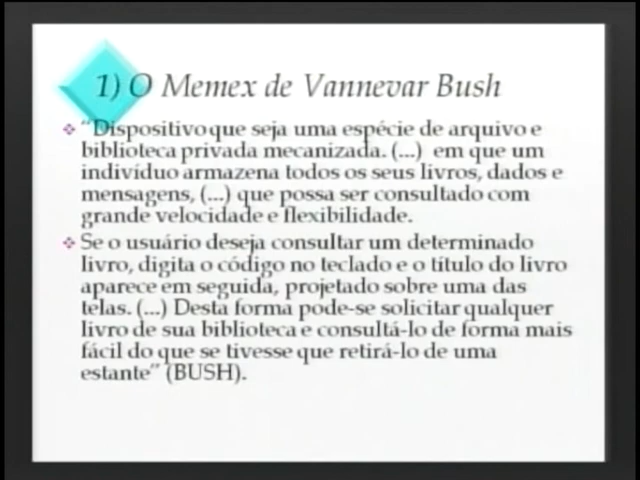 1) O Memex de Vannevar Bush
"Dispositivo que seja uma espécie de arquivo e
biblioteca privada mecanizada. (...) em que um
indivíduo armazena todos os seus livros, dados e
mensagens, (...) que possa ser consultado com
grande velocidade e flexibilidade.
Se o usuário deseja consultar um determinado
livro, digita o código no teclado e o título do livro
aparece em seguida, projetado sobre uma das
telas. (...) Desta forma pode-se solicitar qualquer
livro de sua biblioteca e consultá-lo de forma mais
fácil do que se tivesse que retirá-lo de uma
estante" (BUSH).